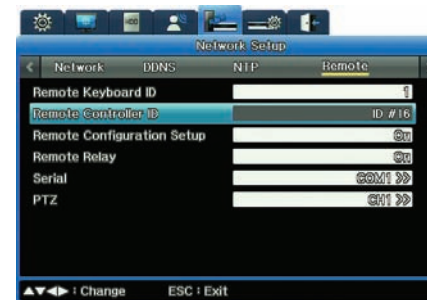 HDD
Network Setup
< Network DDNS NTP Remote
Remote Keyboard ID 1
Remote Controller ID ID #16
Remote Configuration Setup On
Remote Relay On
Serial COM1 >>
PTZ CH1 >>
▲▼◀▶ : Change ESC : Exit